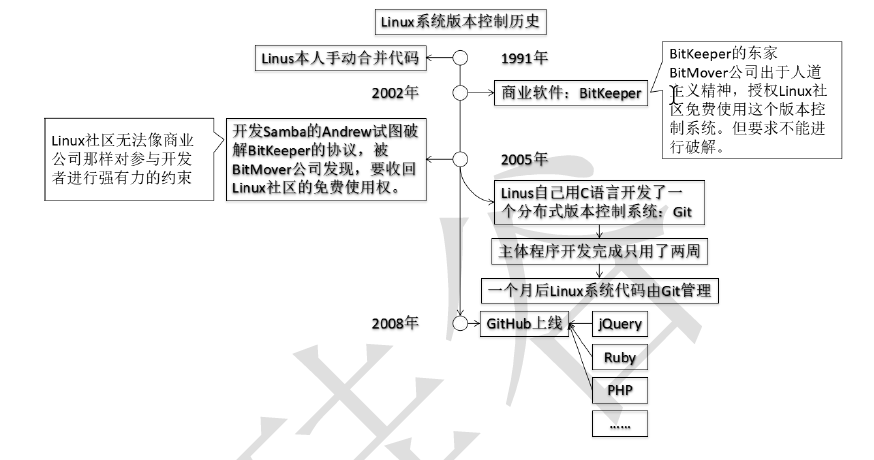 Linux系统版本控制历史
Linus本人手动合并代码
1991年
2002年
商业软件：BitKeeper
BitKeeper的东家
BitMover公司出于人道
主义精神，授权Linux社
区免费使用这个版本控
制系统。但要求不能进
行破解。
Linux社区无法像商业
公司那样对参与开发
者进行强有力的约束
开发Samba的Andrew试图破
解BitKeeper的协议，被
BitMover公司发现，要收回
Linux社区的免费使用权。
2005年
Linus自己用C语言开发了一
个分布式版本控制系统：Git
主体程序开发完成只用了两周
一个月后Linux系统代码由Git管理
2008年
GitHub上线
jQuery
Ruby
PHP
……